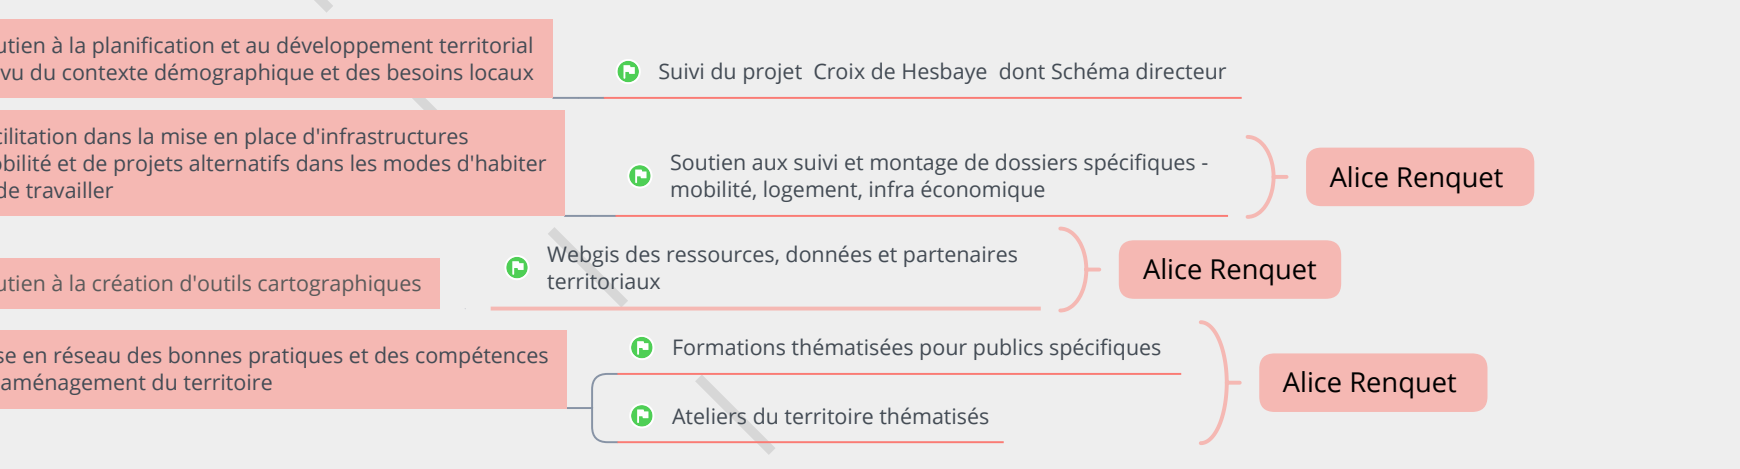 utien à la planification et au développement territorial
vu du contexte démographique et des besoins locaux
Suivi du projet  Croix de Hesbaye  dont Schéma directeur
cilitation dans la mise en place d'infrastructures
obilité et de projets alternatifs dans les modes d'habiter
de travailler
Soutien aux suivi et montage de dossiers spécifiques -
mobilité, logement, infra économique
Alice Renquet
utien à la création d'outils cartographiques
Webgis des ressources, données et partenaires
territoriaux
Alice Renquet
se en réseau des bonnes pratiques et des compétences
aménagement du territoire
Formations thématisées pour publics spécifiques
Ateliers du territoire thématisés
Alice Renquet